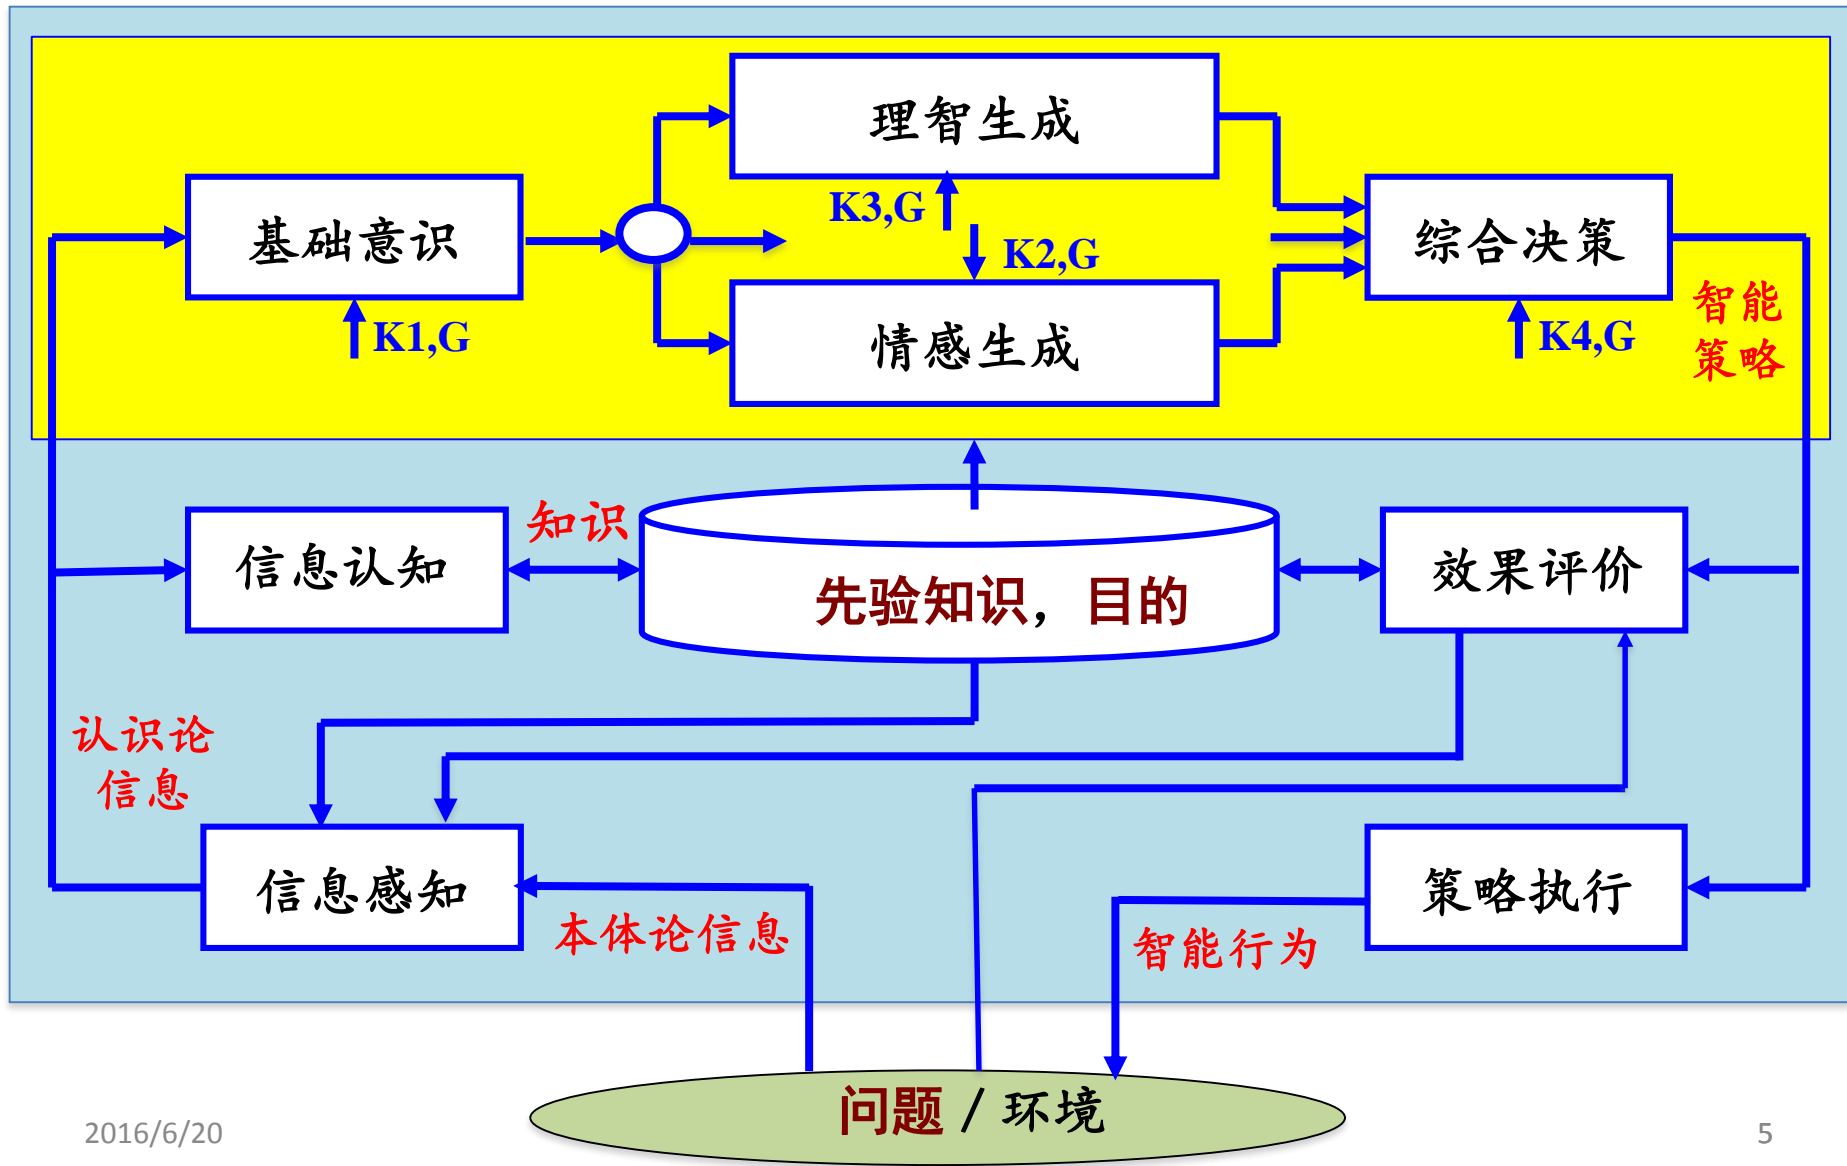 理智生成
K3,G
基础意识
K2,G
综合决策
K1,G
情感生成
K4,G
智能
策略
知识
信息认知
先验知识，目的
效果评价
认识论
信息
信息感知
本体论信息
策略执行
智能行为
问题 / 环境
2016/6/20
5